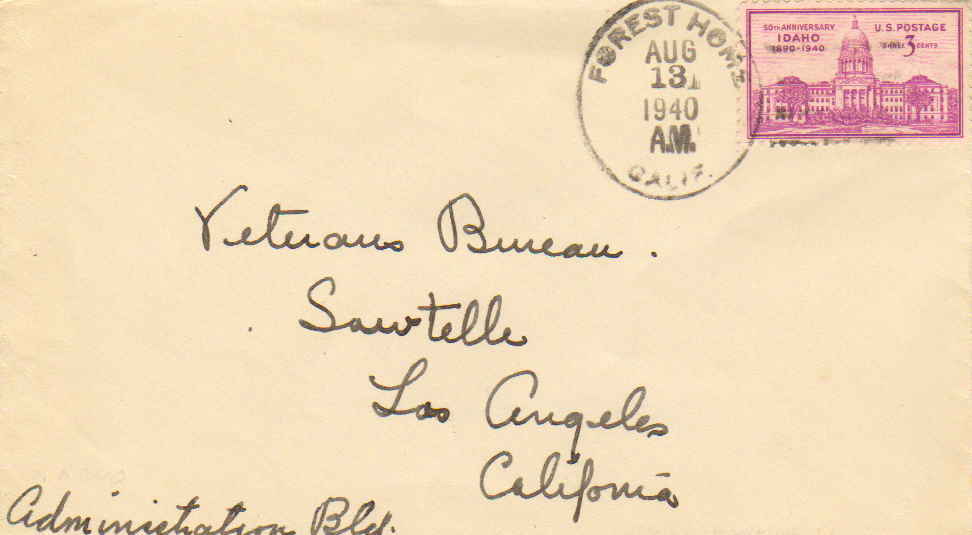 FOREST HOME
AUG
13
1940
A.M.
CALIF.
50TH ANNIVERSARY
IDAHO
1890-1940
U.S. POSTAGE
THREE 3 CENTS
Veterans Bureau.
Sawtelle
Los Angeles
California
Administration Bld.